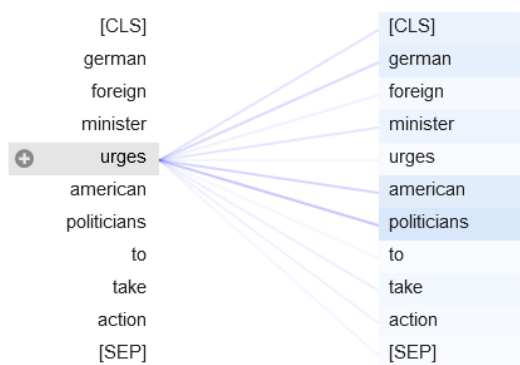 [CLS] [CLS]
german german
foreign foreign
minister minister
urges urges
american american
politicians politicians
to to
take take
action action
[SEP] [SEP]